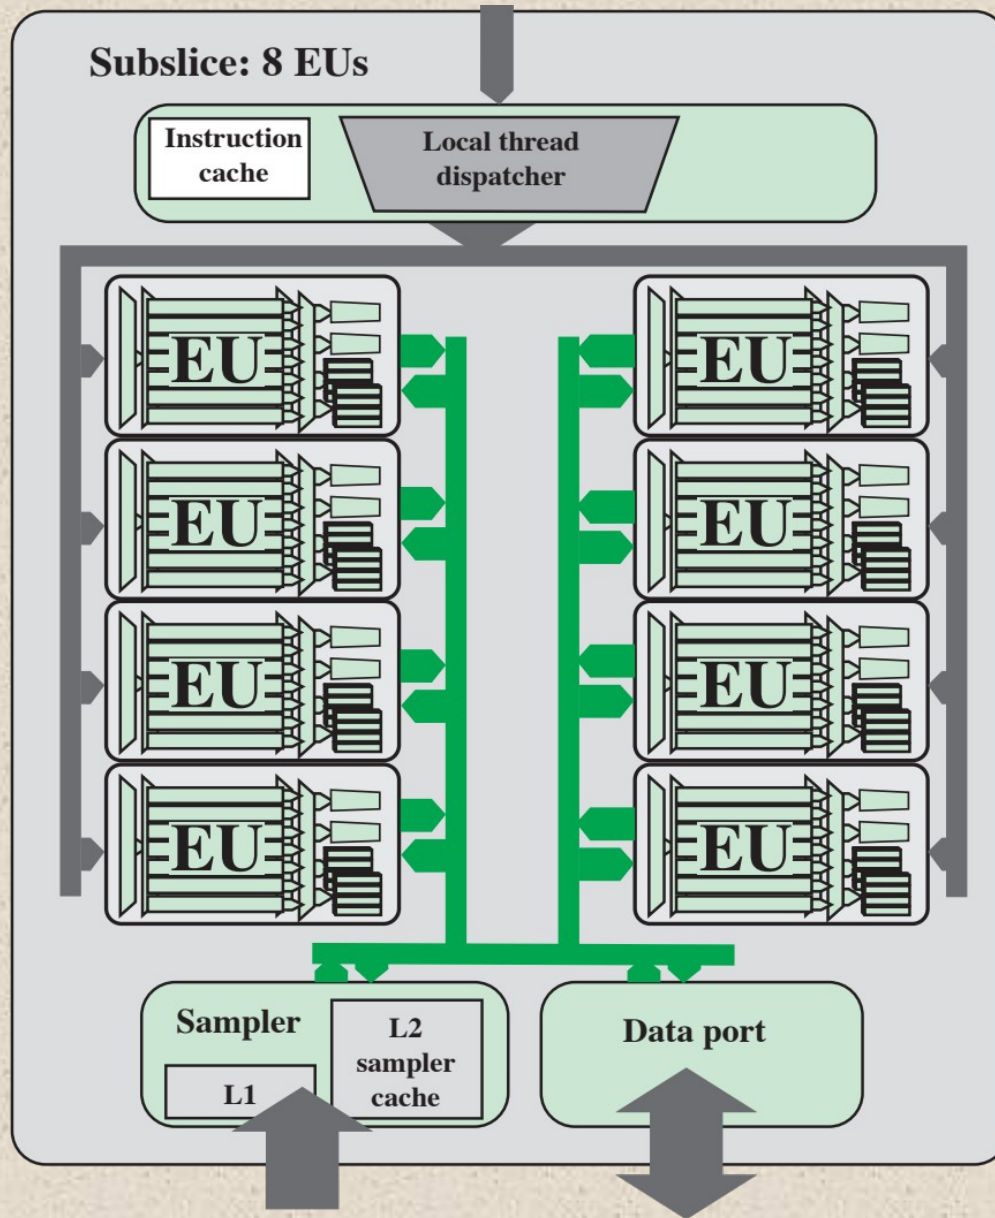 Subslice: 8 EUs
Instruction
cache
Local thread
dispatcher
EU
EU
EU
EU
EU
EU
EU
EU
Sampler
L1
L2
sampler
cache
Data port